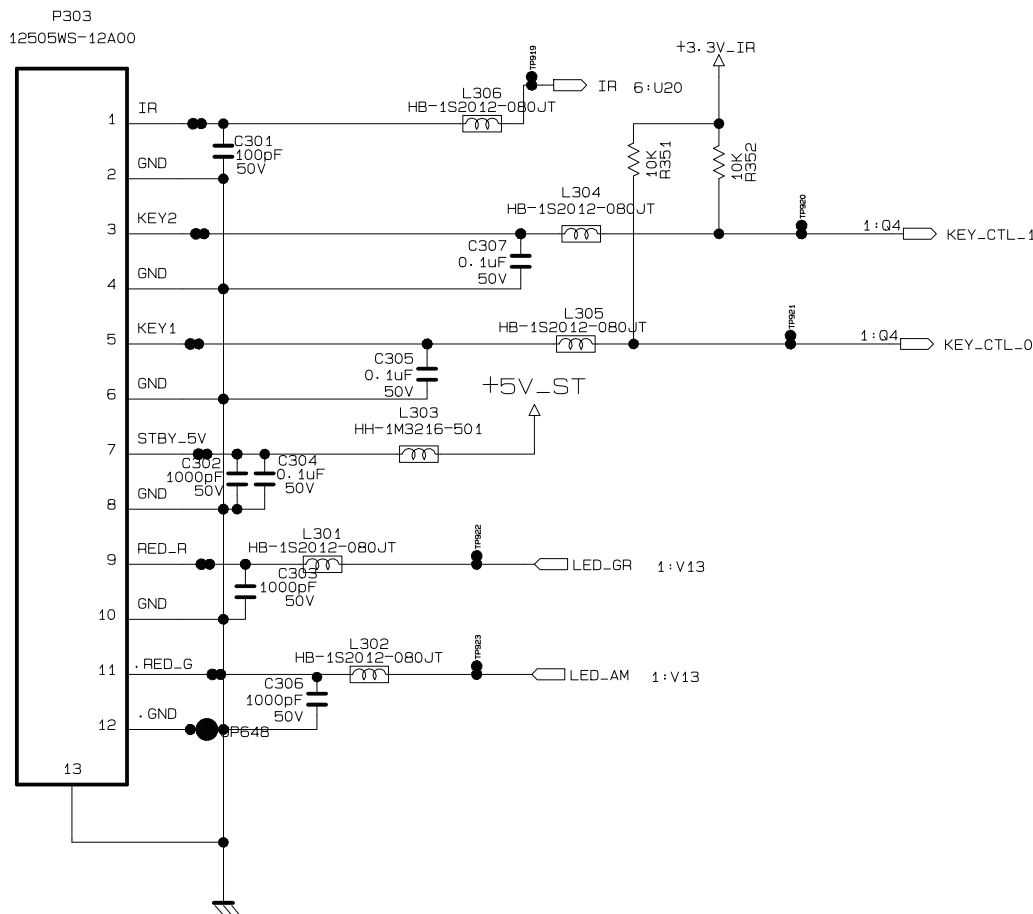 P303
12505WS-12A00
+3.3V_IR
TP919
IR 6:U20
L306
HB-1S2012-080JT
1 IR
C301
100pF
50V
10K
R351
10K
R352
2 GND
L304
HB-1S2012-080JT
TP920
3 KEY2
1:Q4 KEY_CTL_1
C307
0.1uF
50V
4 GND
L305
HB-1S2012-080JT
TP921
5 KEY1
1:Q4 KEY_CTL_0
C305
0.1uF
50V
6 GND
+5V_ST
L303
HH-1M3216-501
7 STBY_5V
C302
1000pF
50V
C304
0.1uF
50V
8 GND
L301
HB-1S2012-080JT
TP922
9 RED_R
LED_GR 1:V13
C303
1000pF
50V
10 GND
L302
HB-1S2012-080JT
TP923
11 .RED_G
LED_AM 1:V13
C306
1000pF
50V
12 .GND
13